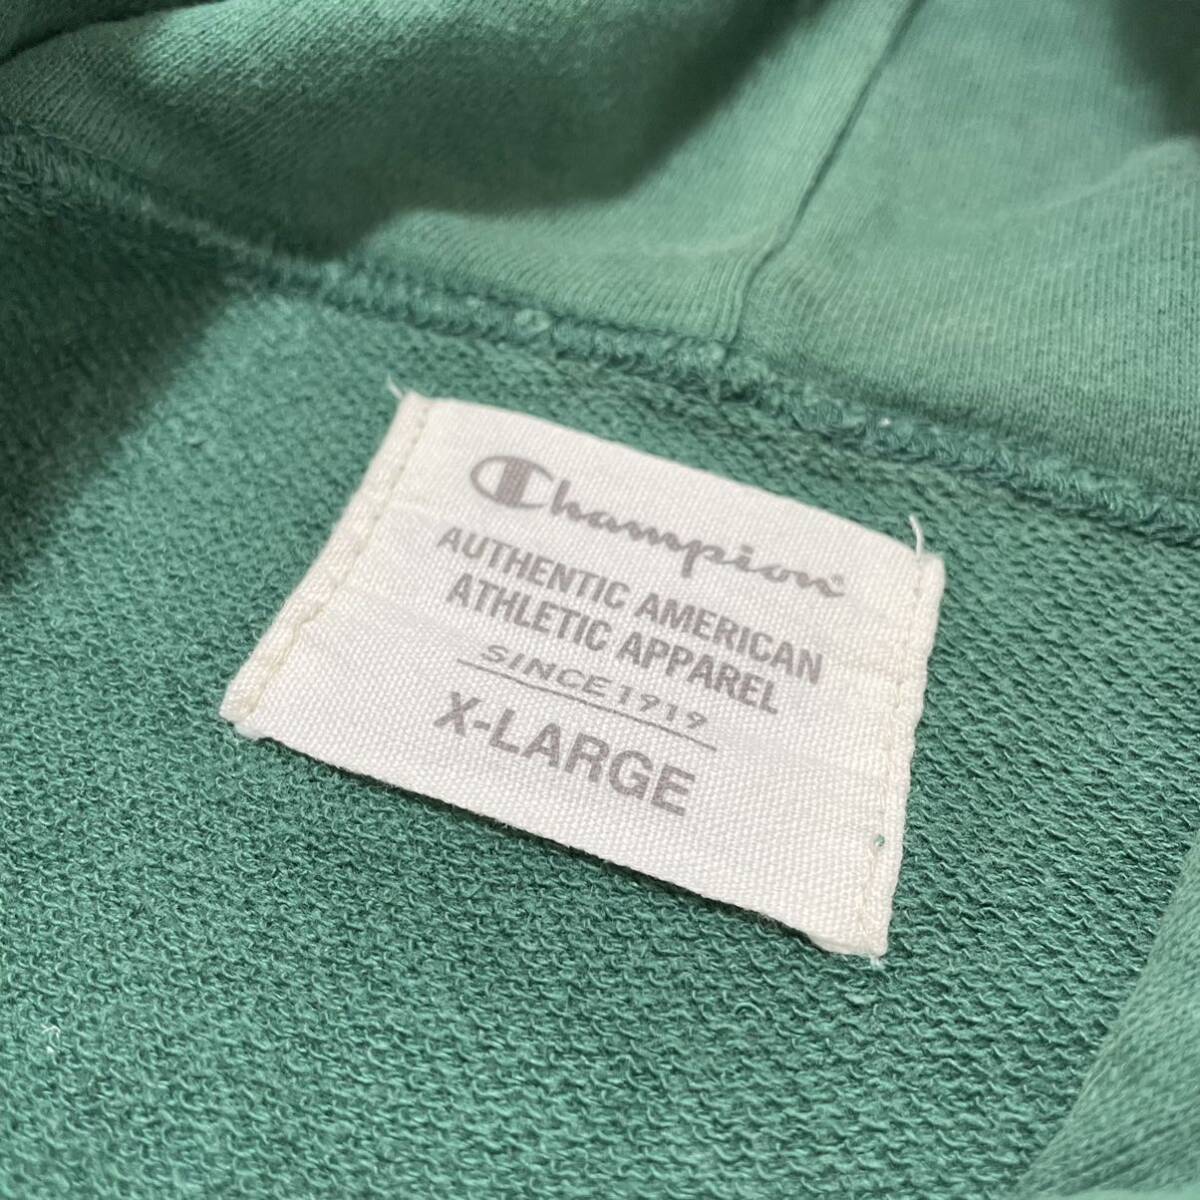 Champion
AUTHENTIC AMERICAN
ATHLETIC APPAREL
SINCE 1919
X-LARGE